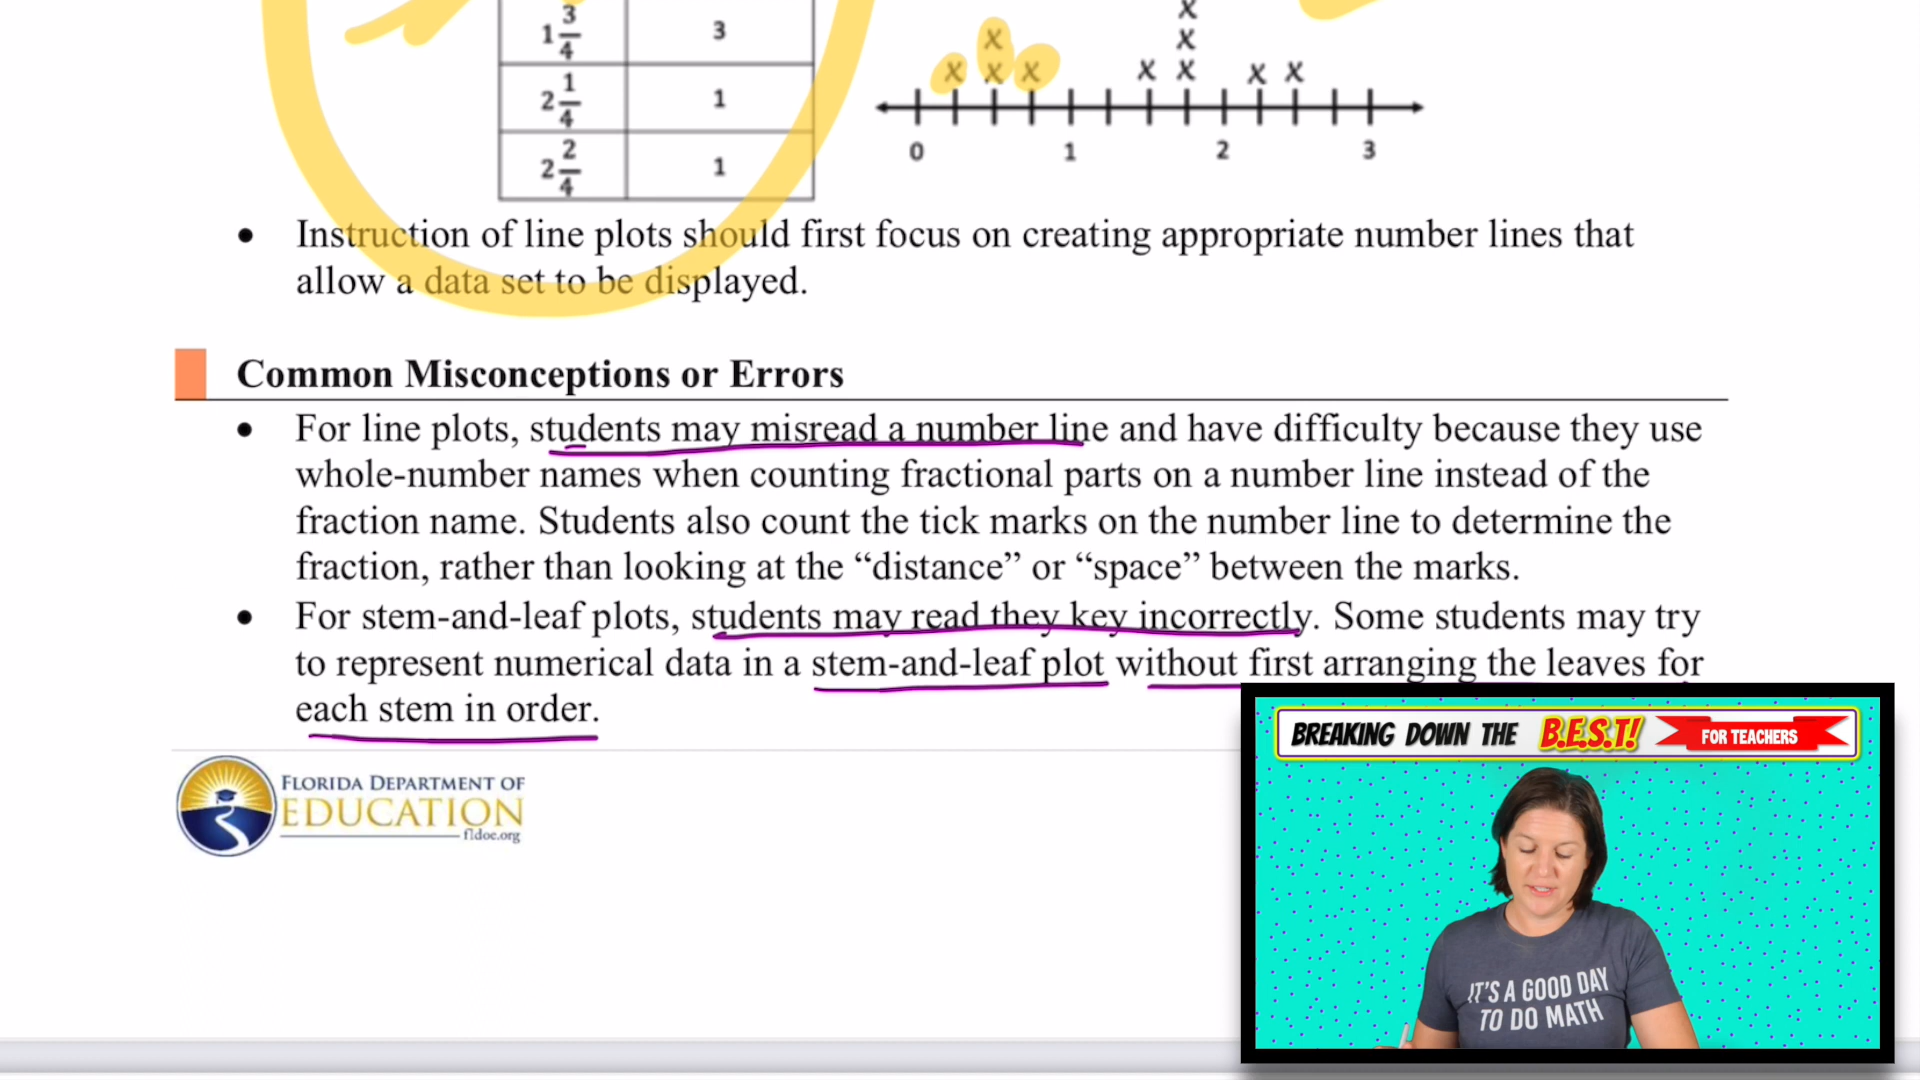 1 3/4 3
2 1/4 1
2 2/4 1
X
X
X
X X X X X X X
0 1 2 3
• Instruction of line plots should first focus on creating appropriate number lines that
allow a data set to be displayed.
Common Misconceptions or Errors
• For line plots, students may misread a number line and have difficulty because they use
whole-number names when counting fractional parts on a number line instead of the
fraction name. Students also count the tick marks on the number line to determine the
fraction, rather than looking at the “distance” or “space” between the marks.
• For stem-and-leaf plots, students may read they key incorrectly. Some students may try
to represent numerical data in a stem-and-leaf plot without first arranging the leaves for
each stem in order.
FLORIDA DEPARTMENT OF
EDUCATION
fldoe.org
BREAKING DOWN THE B.E.S.T! FOR TEACHERS
IT'S A GOOD DAY
TO DO MATH